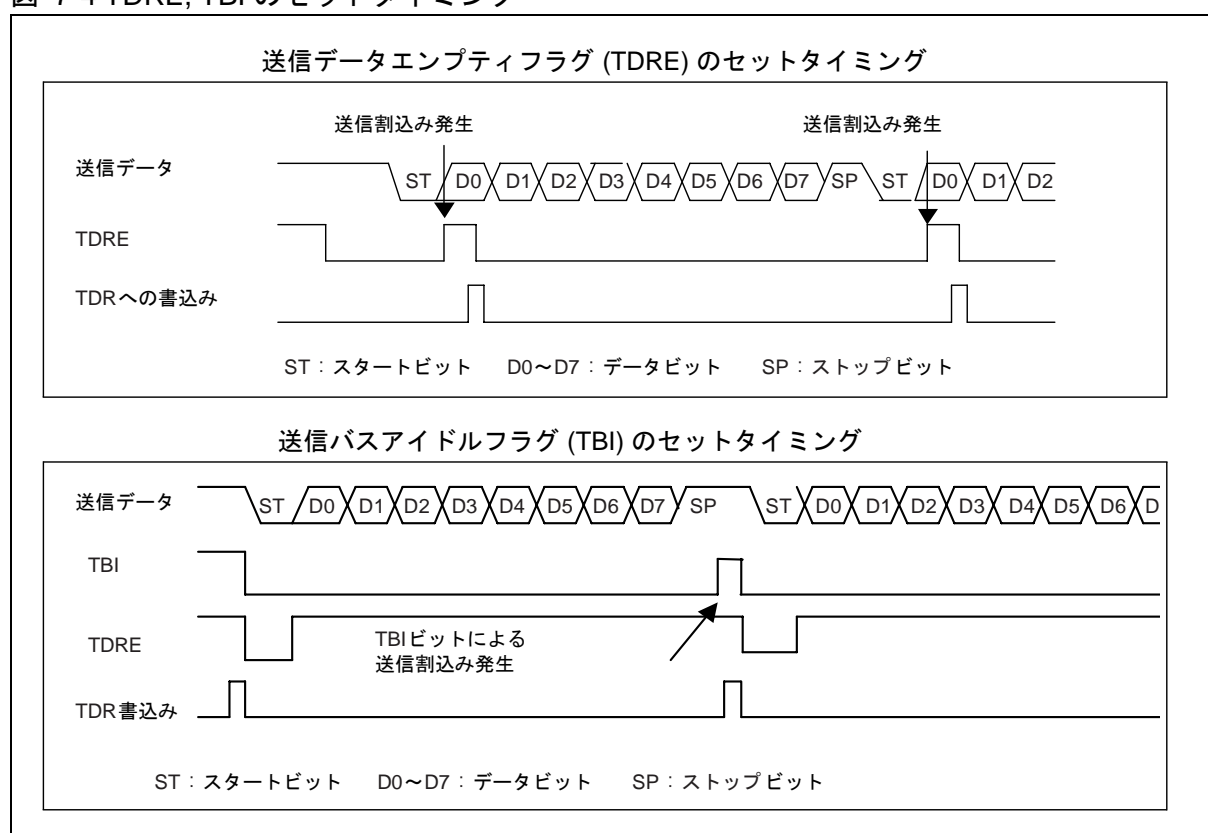 図 7-4 TDRE, TBIのセットタイミング
送信データエンプティフラグ (TDRE) のセットタイミング
送信割込み発生 送信割込み発生
送信データ ST D0 D1 D2 D3 D4 D5 D6 D7 SP ST D0 D1 D2
TDRE
TDRへの書込み
ST：スタートビット D0～D7：データビット SP：ストップビット
送信バスアイドルフラグ (TBI) のセットタイミング
送信データ ST D0 D1 D2 D3 D4 D5 D6 D7 SP ST D0 D1 D2 D3 D4 D5 D6 D
TBI
TDRE
TBIビットによる
送信割込み発生
TDR書込み
ST：スタートビット D0～D7：データビット SP：ストップビット